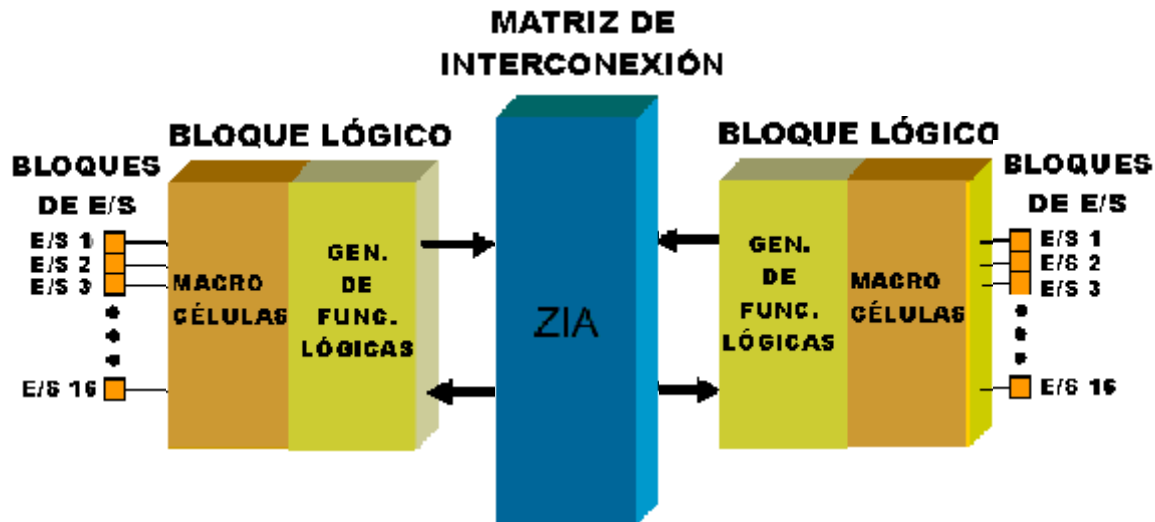 MATRIZ DE
INTERCONEXIÓN
BLOQUE LÓGICO
BLOQUES
DE E/S
E/S 1
E/S 2
E/S 3
E/S 16
MACRO
CÉLULAS
GEN.
DE
FUNC.
LÓGICAS
ZIA
BLOQUE LÓGICO
GEN.
DE
FUNC.
LÓGICAS
MACRO
CÉLULAS
BLOQUES
DE E/S
E/S 1
E/S 2
E/S 3
E/S 16